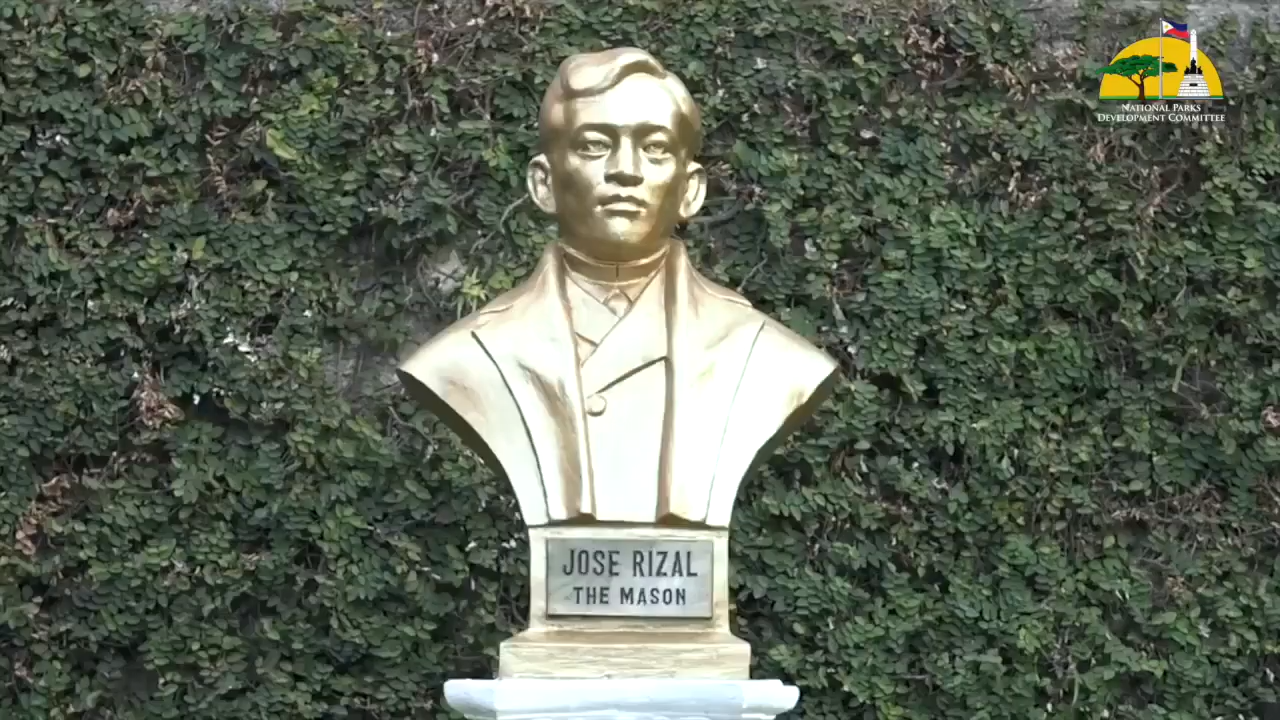 NATIONAL PARKS
DEVELOPMENT COMMITTEE
JOSE RIZAL
THE MASON